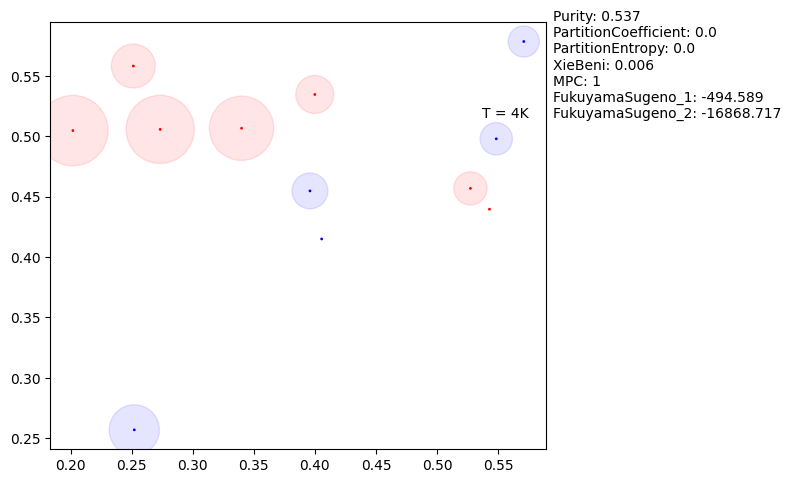 Purity: 0.537
PartitionCoefficient: 0.0
PartitionEntropy: 0.0
XieBeni: 0.006
MPC: 1
FukuyamaSugeno_1: -494.589
FukuyamaSugeno_2: -16868.717
T = 4K
0.55
0.50
0.45
0.40
0.35
0.30
0.25
0.20 0.25 0.30 0.35 0.40 0.45 0.50 0.55